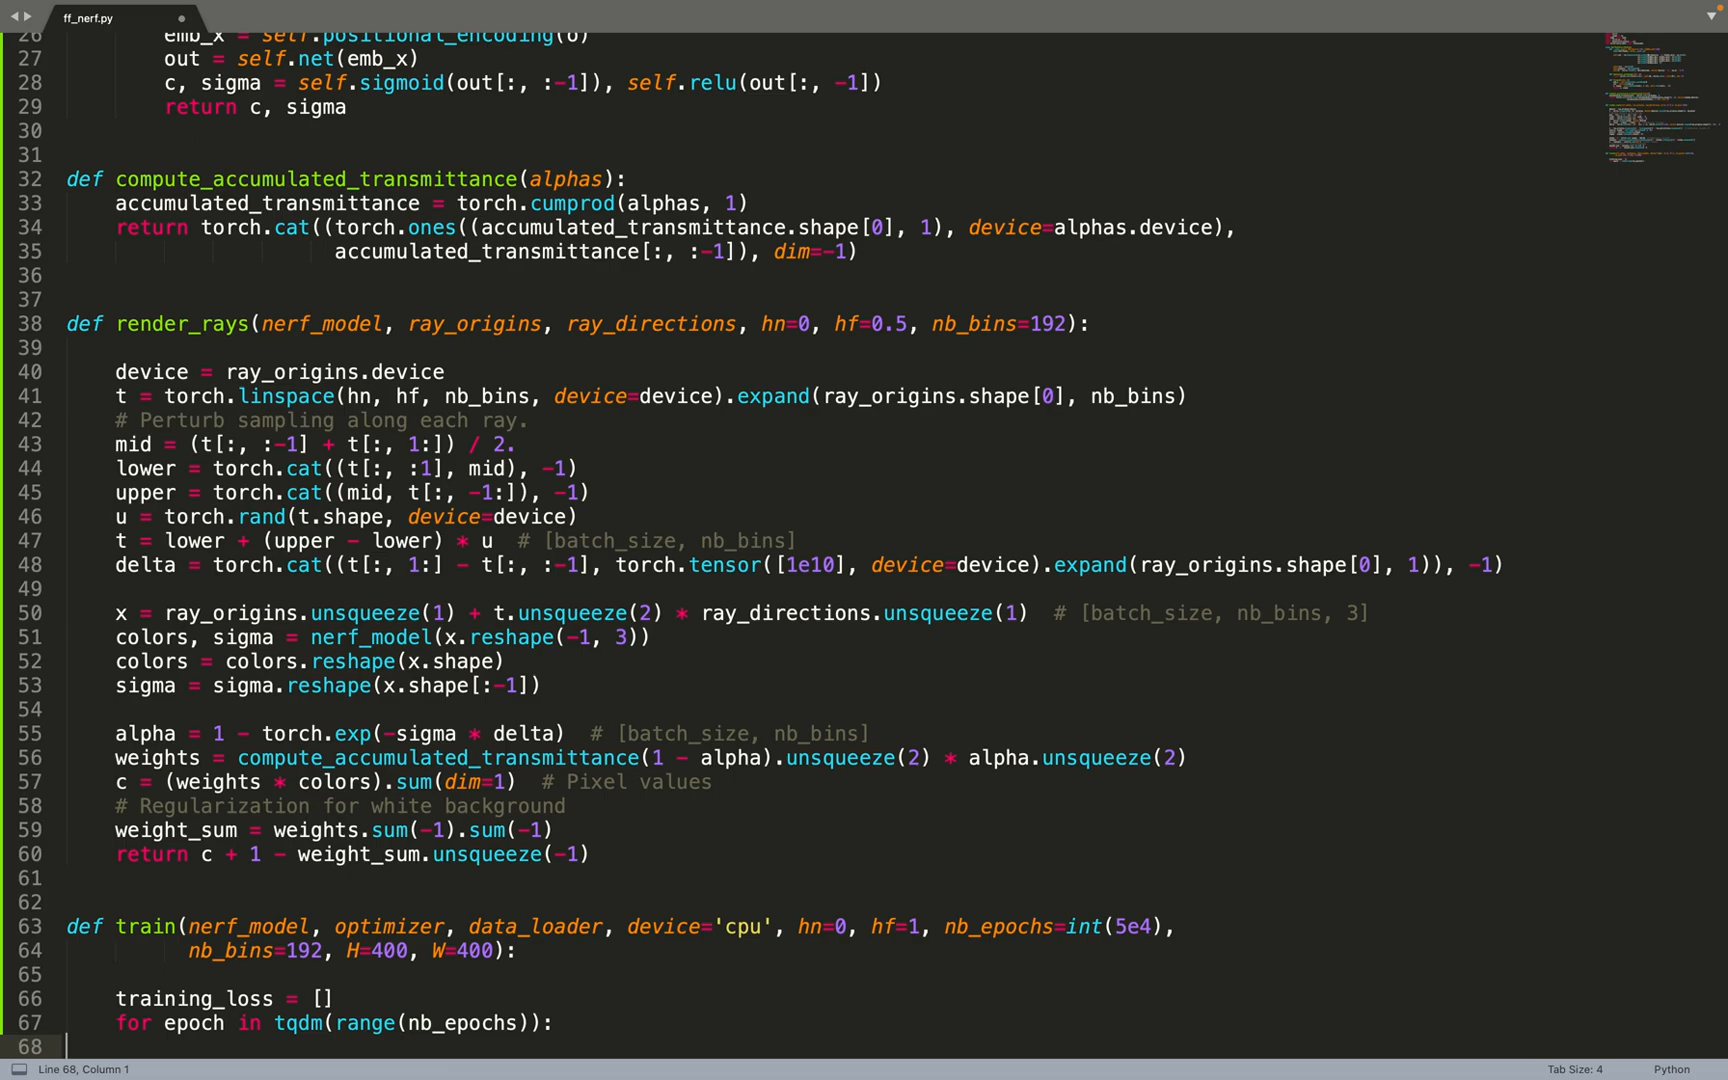 ff_nerf.py
26 emb_x = self.positional_encoding(o)
27 out = self.net(emb_x)
28 c, sigma = self.sigmoid(out[:, :-1]), self.relu(out[:, -1])
29 return c, sigma
30
31
32 def compute_accumulated_transmittance(alphas):
33 accumulated_transmittance = torch.cumprod(alphas, 1)
34 return torch.cat((torch.ones((accumulated_transmittance.shape[0], 1), device=alphas.device),
35 accumulated_transmittance[:, :-1]), dim=-1)
36
37
38 def render_rays(nerf_model, ray_origins, ray_directions, hn=0, hf=0.5, nb_bins=192):
39
40 device = ray_origins.device
41 t = torch.linspace(hn, hf, nb_bins, device=device).expand(ray_origins.shape[0], nb_bins)
42 # Perturb sampling along each ray.
43 mid = (t[:, :-1] + t[:, 1:]) / 2.
44 lower = torch.cat((t[:, :1], mid), -1)
45 upper = torch.cat((mid, t[:, -1:]), -1)
46 u = torch.rand(t.shape, device=device)
47 t = lower + (upper - lower) * u  # [batch_size, nb_bins]
48 delta = torch.cat((t[:, 1:] - t[:, :-1], torch.tensor([1e10], device=device).expand(ray_origins.shape[0], 1)), -1)
49
50 x = ray_origins.unsqueeze(1) + t.unsqueeze(2) * ray_directions.unsqueeze(1)  # [batch_size, nb_bins, 3]
51 colors, sigma = nerf_model(x.reshape(-1, 3))
52 colors = colors.reshape(x.shape)
53 sigma = sigma.reshape(x.shape[:-1])
54
55 alpha = 1 - torch.exp(-sigma * delta)  # [batch_size, nb_bins]
56 weights = compute_accumulated_transmittance(1 - alpha).unsqueeze(2) * alpha.unsqueeze(2)
57 c = (weights * colors).sum(dim=1)  # Pixel values
58 # Regularization for white background
59 weight_sum = weights.sum(-1).sum(-1)
60 return c + 1 - weight_sum.unsqueeze(-1)
61
62
63 def train(nerf_model, optimizer, data_loader, device='cpu', hn=0, hf=1, nb_epochs=int(5e4),
64 nb_bins=192, H=400, W=400):
65
66 training_loss = []
67 for epoch in tqdm(range(nb_epochs)):
68
Line 68, Column 1 Tab Size: 4 Python